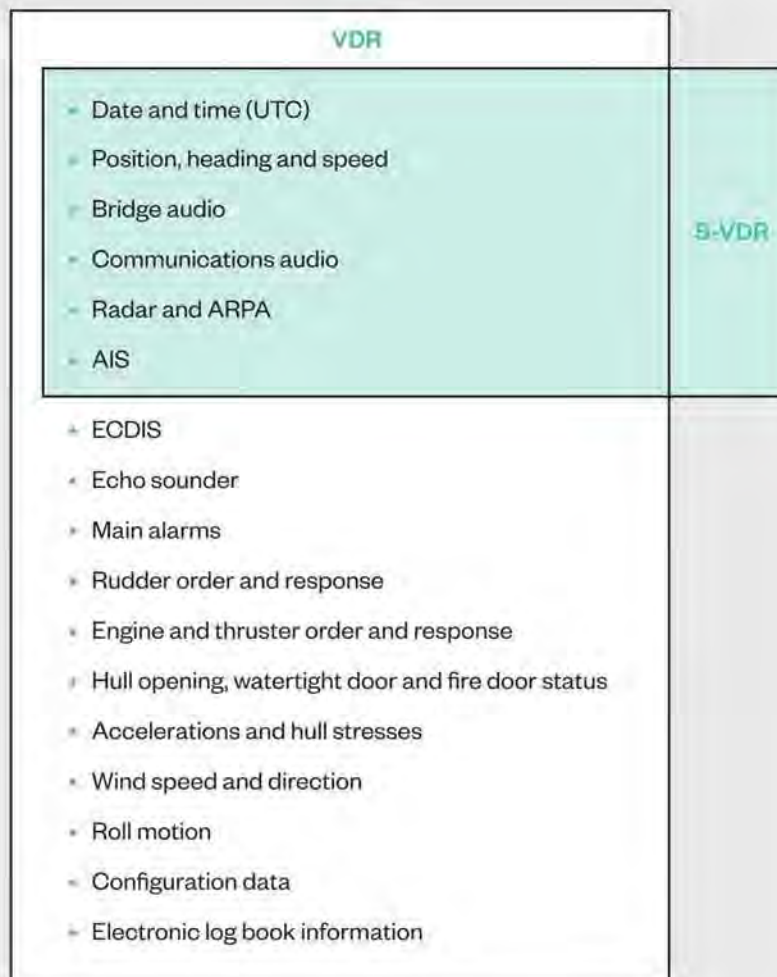 VDR
Date and time (UTC)
Position, heading and speed
Bridge audio
S-VDR
Communications audio
Radar and ARPA
AIS
ECDIS
Echo sounder
Main alarms
Rudder order and response
Engine and thruster order and response
Hull opening, watertight door and fire door status
Accelerations and hull stresses
Wind speed and direction
Roll motion
Configuration data
Electronic log book information